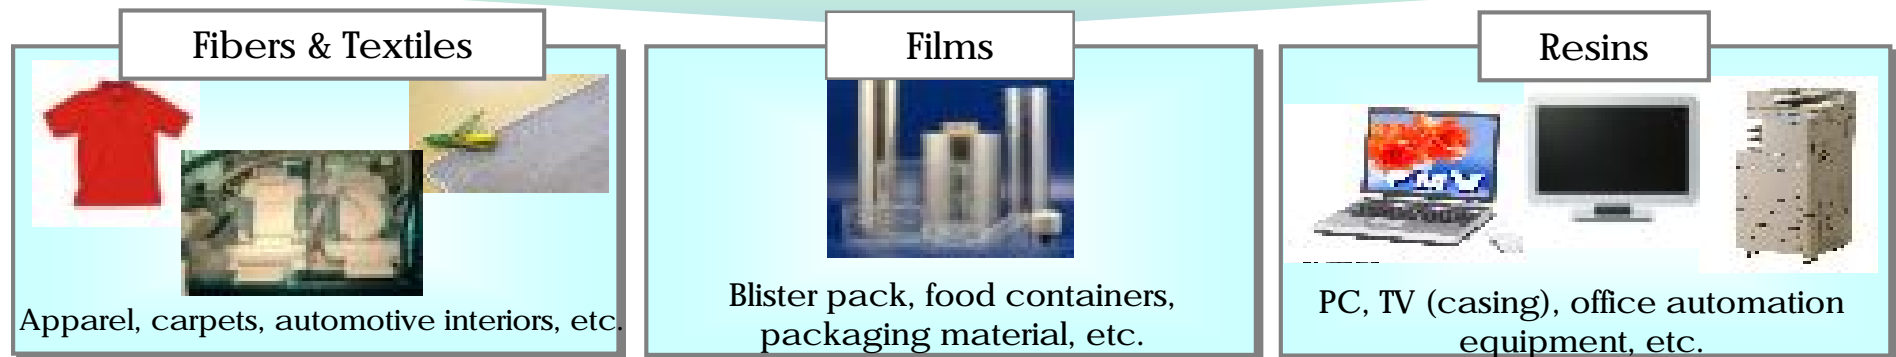 Fibers & Textiles
Apparel, carpets, automotive interiors, etc.
Films
Blister pack, food containers,
packaging material, etc.
Resins
PC, TV (casing), office automation
equipment, etc.